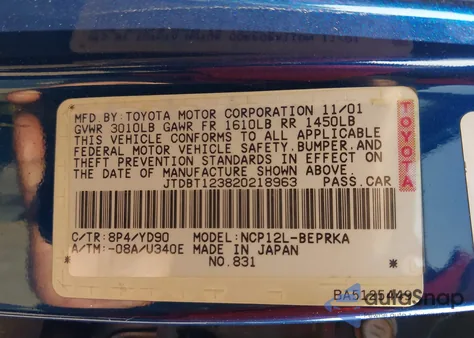 MFD.BY:TOYOTA MOTOR CORPORATION 11/01
GVWR 3010LB GAWR FR 1610LB RR 1450LB
THIS VEHICLE CONFORMS TO ALL APPLICABLE
FEDERAL MOTOR VEHICLE SAFETY,BUMPER,AND
THEFT PREVENTION STANDARDS IN EFFECT ON
THE DATE OF MANUFACTURE SHOWN ABOVE.
JTDBT123820218963 PASS.CAR
TOYOTA
C/TR:8P4/YD90 MODEL:NCP12L-BEPRKA
A/TM:-08A/U340E MADE IN JAPAN
* NO.831 *
BA5125449
autoSnap